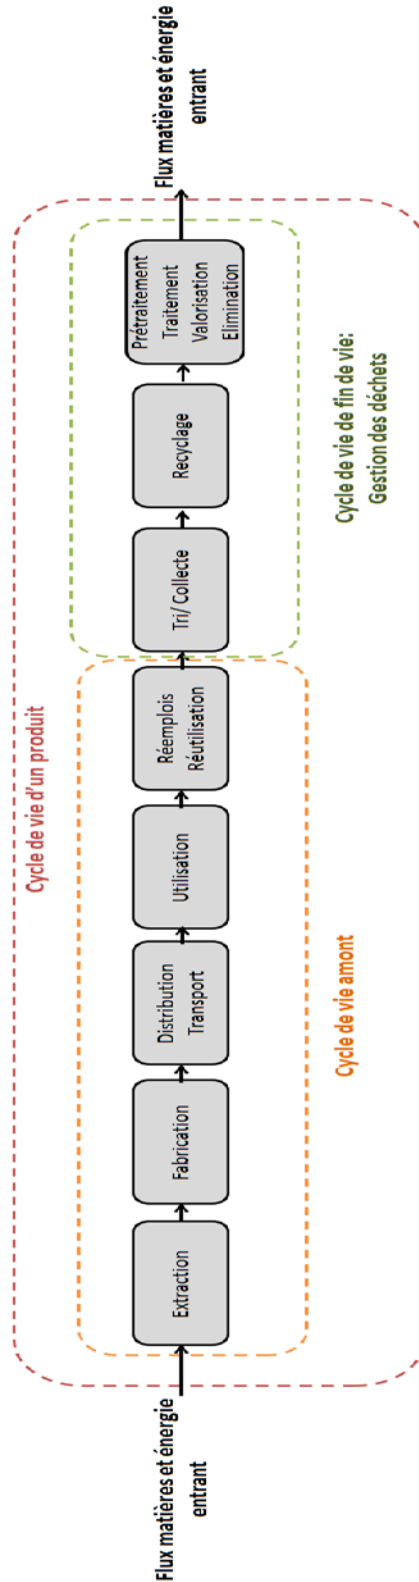 Cycle de vie d'un produit
Flux matières et énergie
entrant
Extraction
Fabrication
Distribution
Transport
Utilisation
Réemplois
Réutilisation
Tri/ Collecte
Recyclage
Prétraitement
Traitement
Valorisation
Elimination
Flux matières et énergie
entrant
Cycle de vie amont
Cycle de vie de fin de vie:
Gestion des déchets